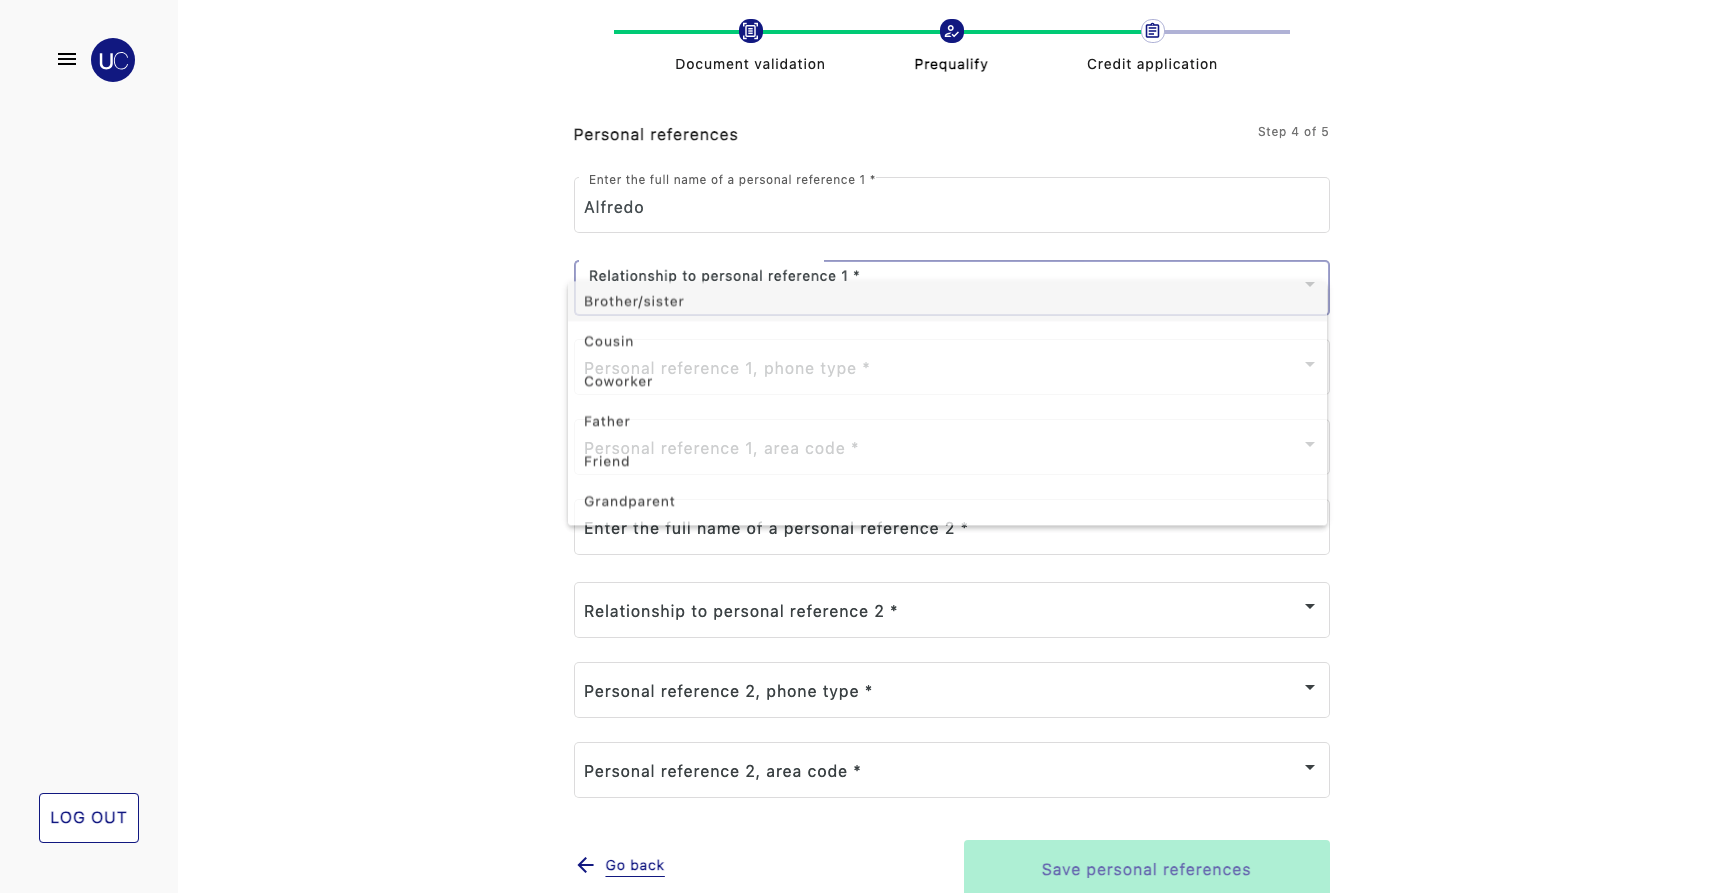 UC
Document validation
Prequalify
Credit application
Personal references
Step 4 of 5
Enter the full name of a personal reference 1 *
Alfredo
Relationship to personal reference 1 *
Brother/sister
Cousin
Personal reference 1, phone type *
Coworker
Father
Personal reference 1, area code *
Friend
Grandparent
Enter the full name of a personal reference 2 *
Relationship to personal reference 2 *
Personal reference 2, phone type *
Personal reference 2, area code *
LOG OUT
Go back
Save personal references